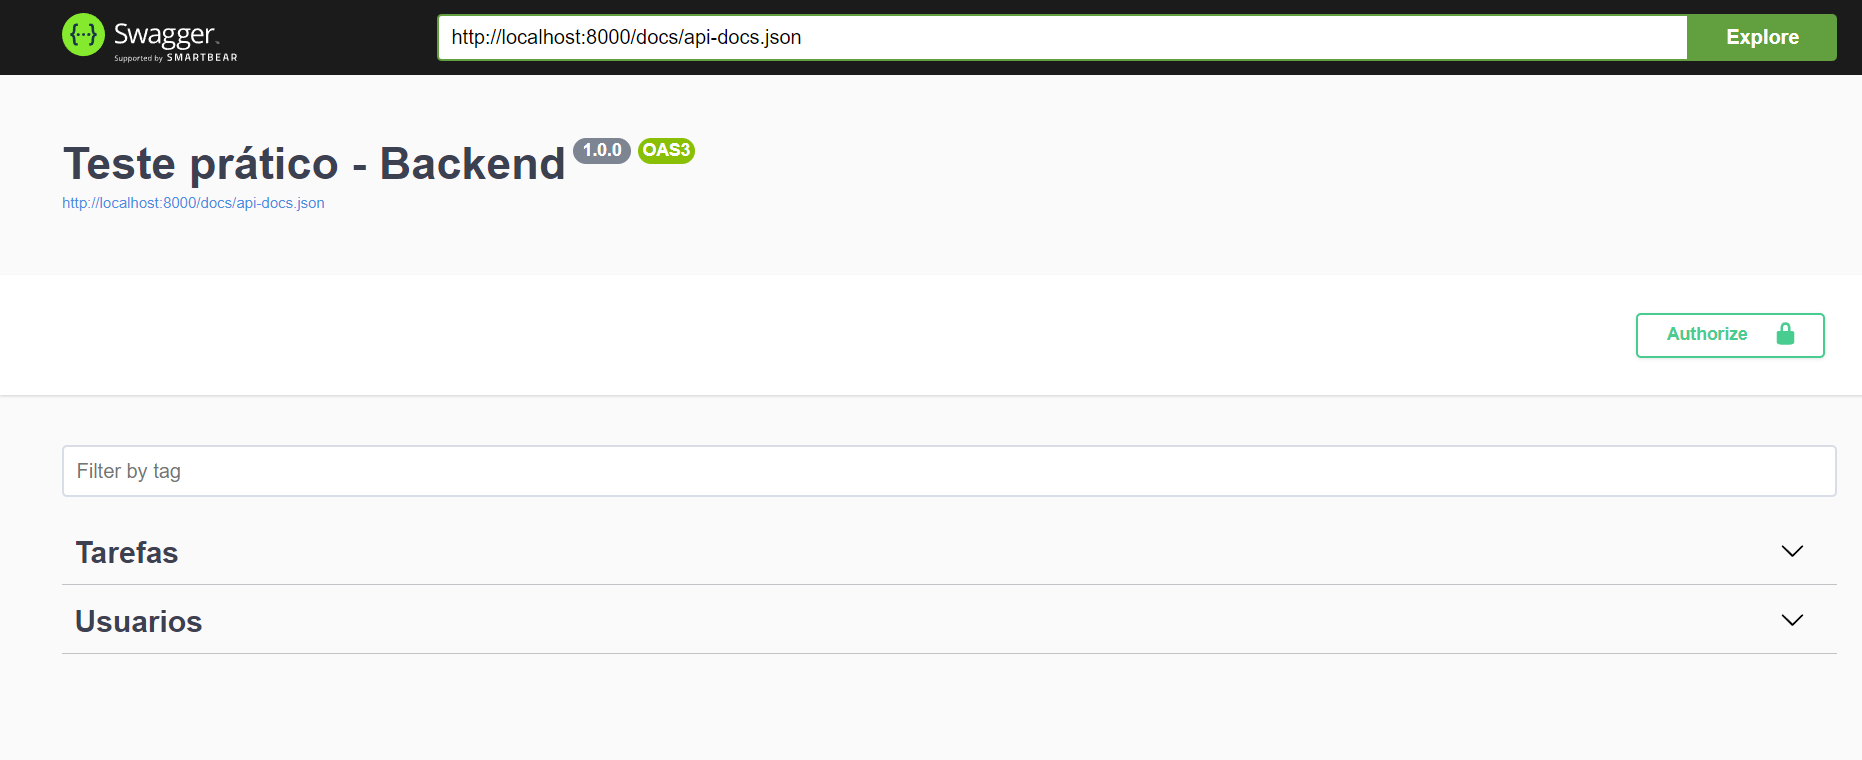 {···} Swagger™
Supported by SMARTBEAR
http://localhost:8000/docs/api-docs.json
Explore
Teste prático - Backend 1.0.0 OAS3
http://localhost:8000/docs/api-docs.json
Authorize
Filter by tag
Tarefas
Usuarios